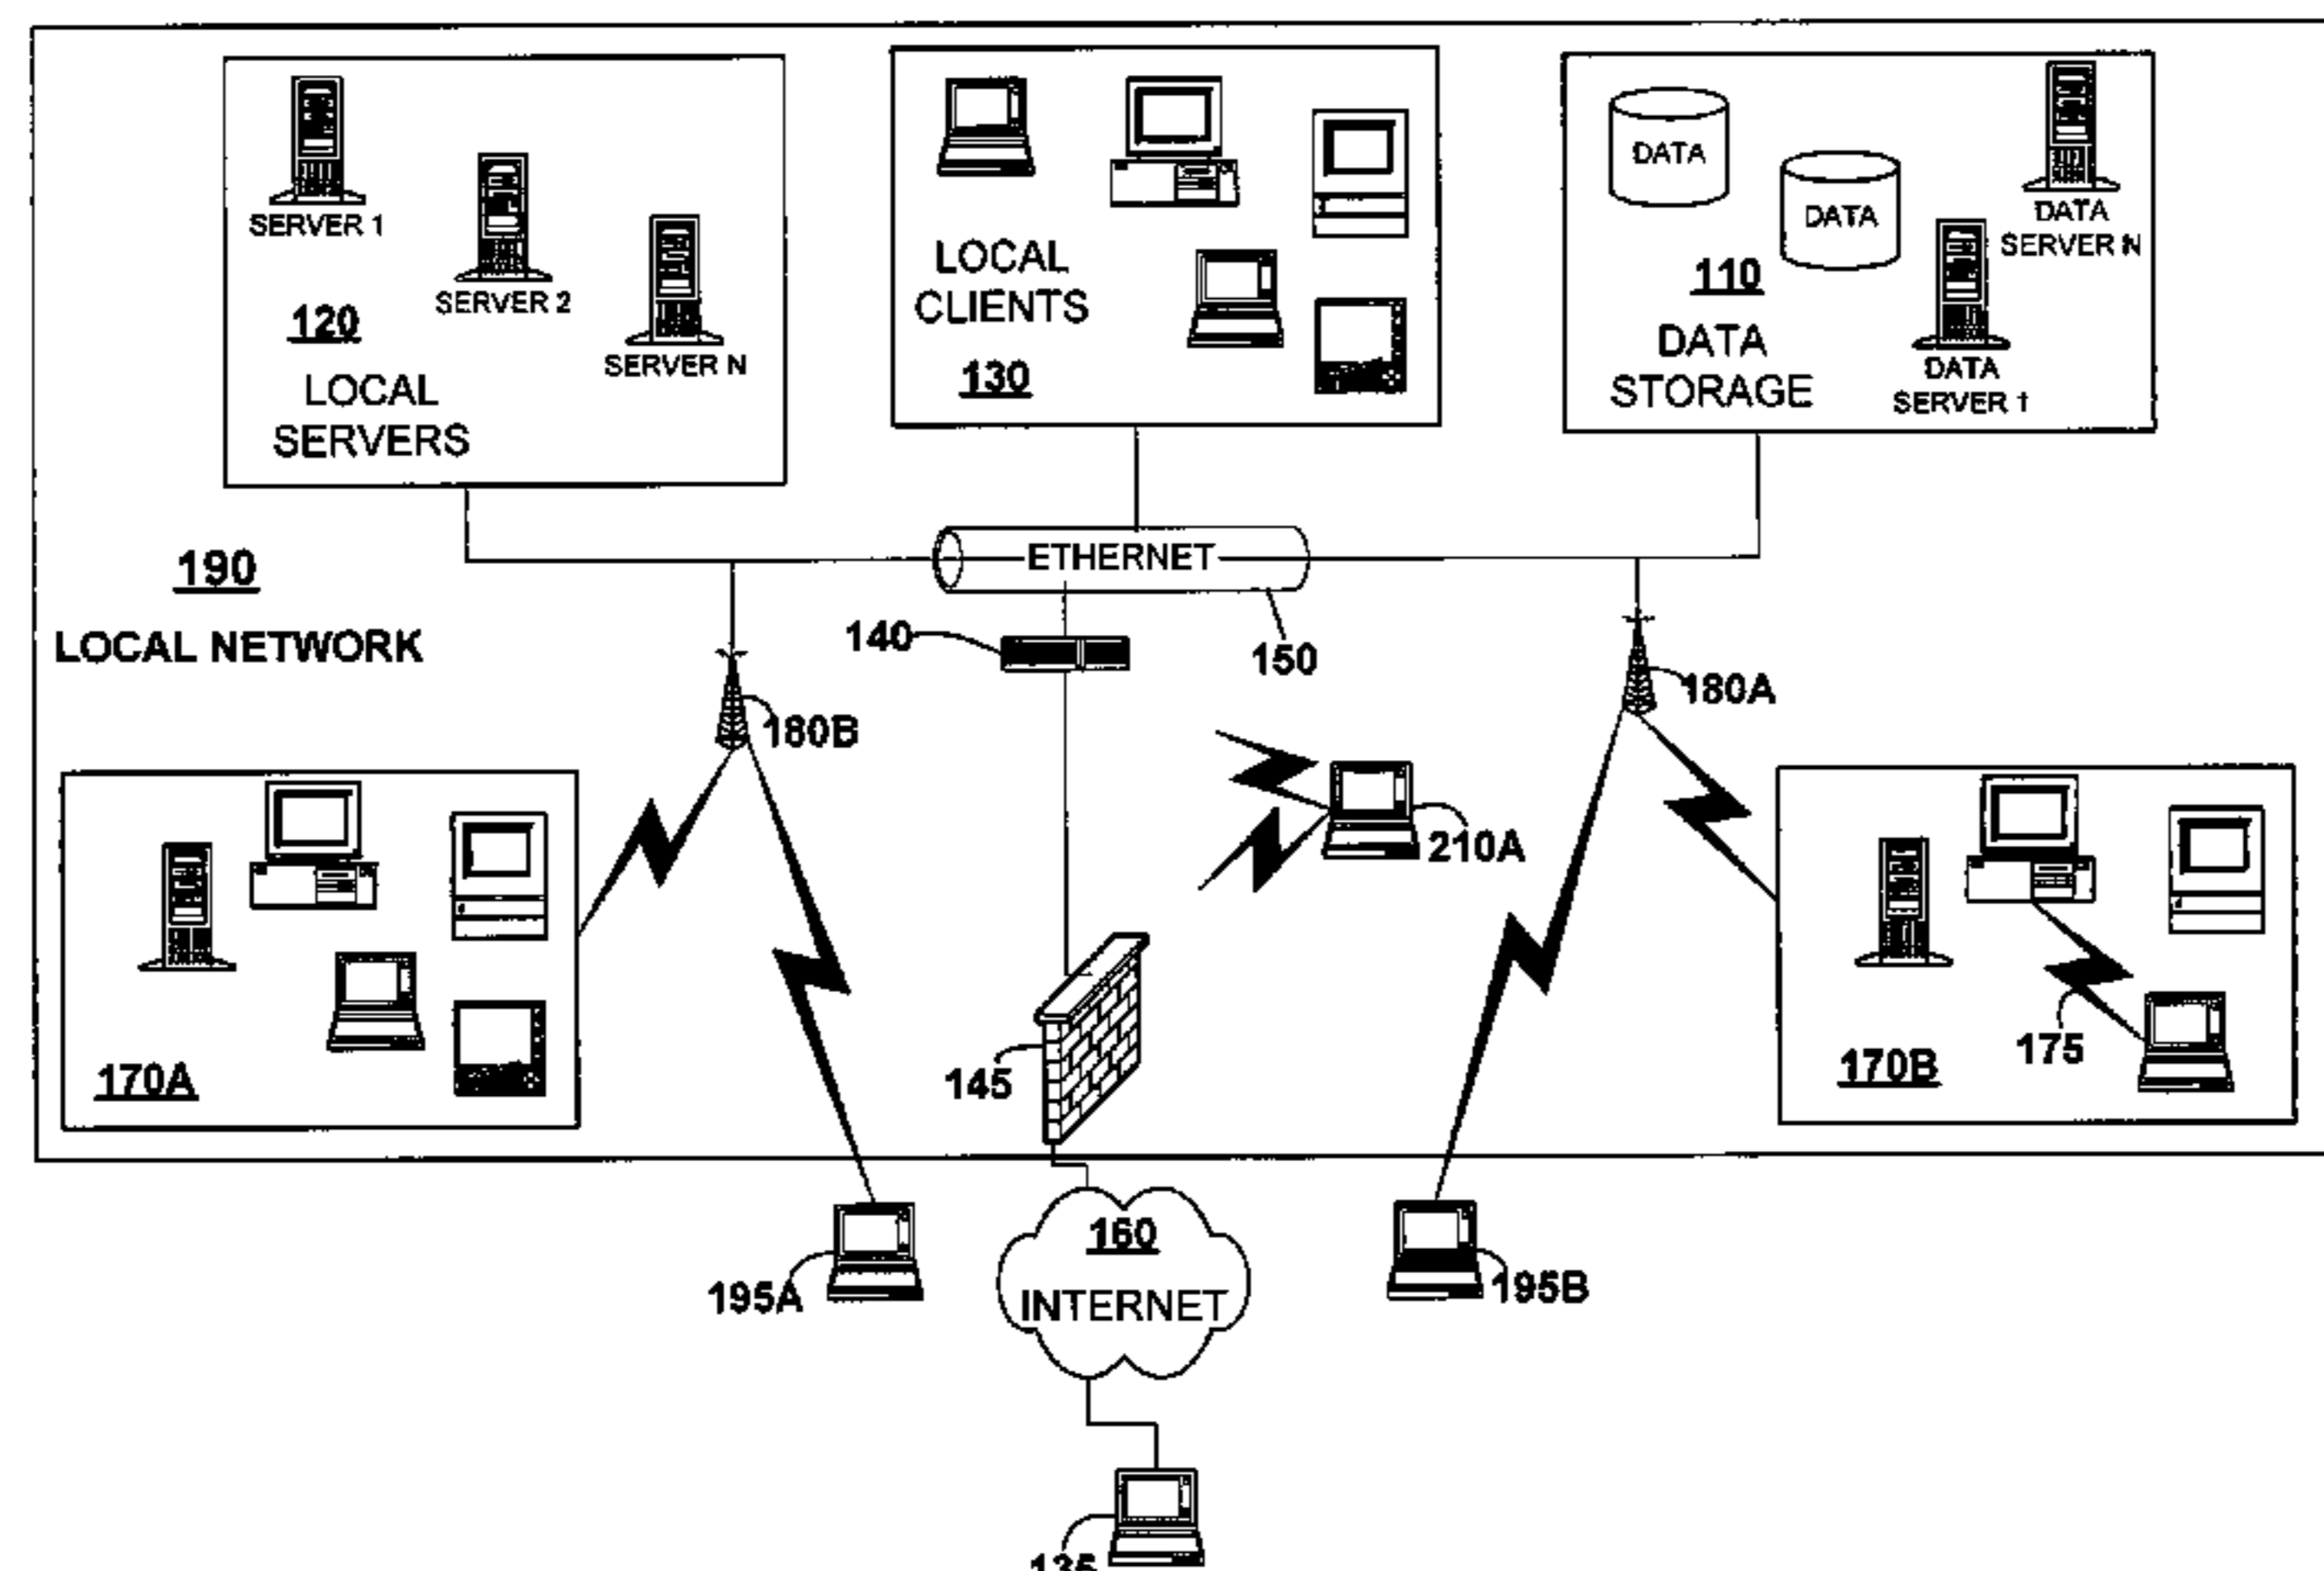 SERVER 1
SERVER 2
SERVER N
120
LOCAL
SERVERS
LOCAL
CLIENTS
130
DATA
DATA
DATA
SERVER N
110
DATA
STORAGE
DATA
SERVER 1
190
LOCAL NETWORK
ETHERNET
140
150
180B
180A
210A
170A
145
175
170B
195A
160
INTERNET
195B
135